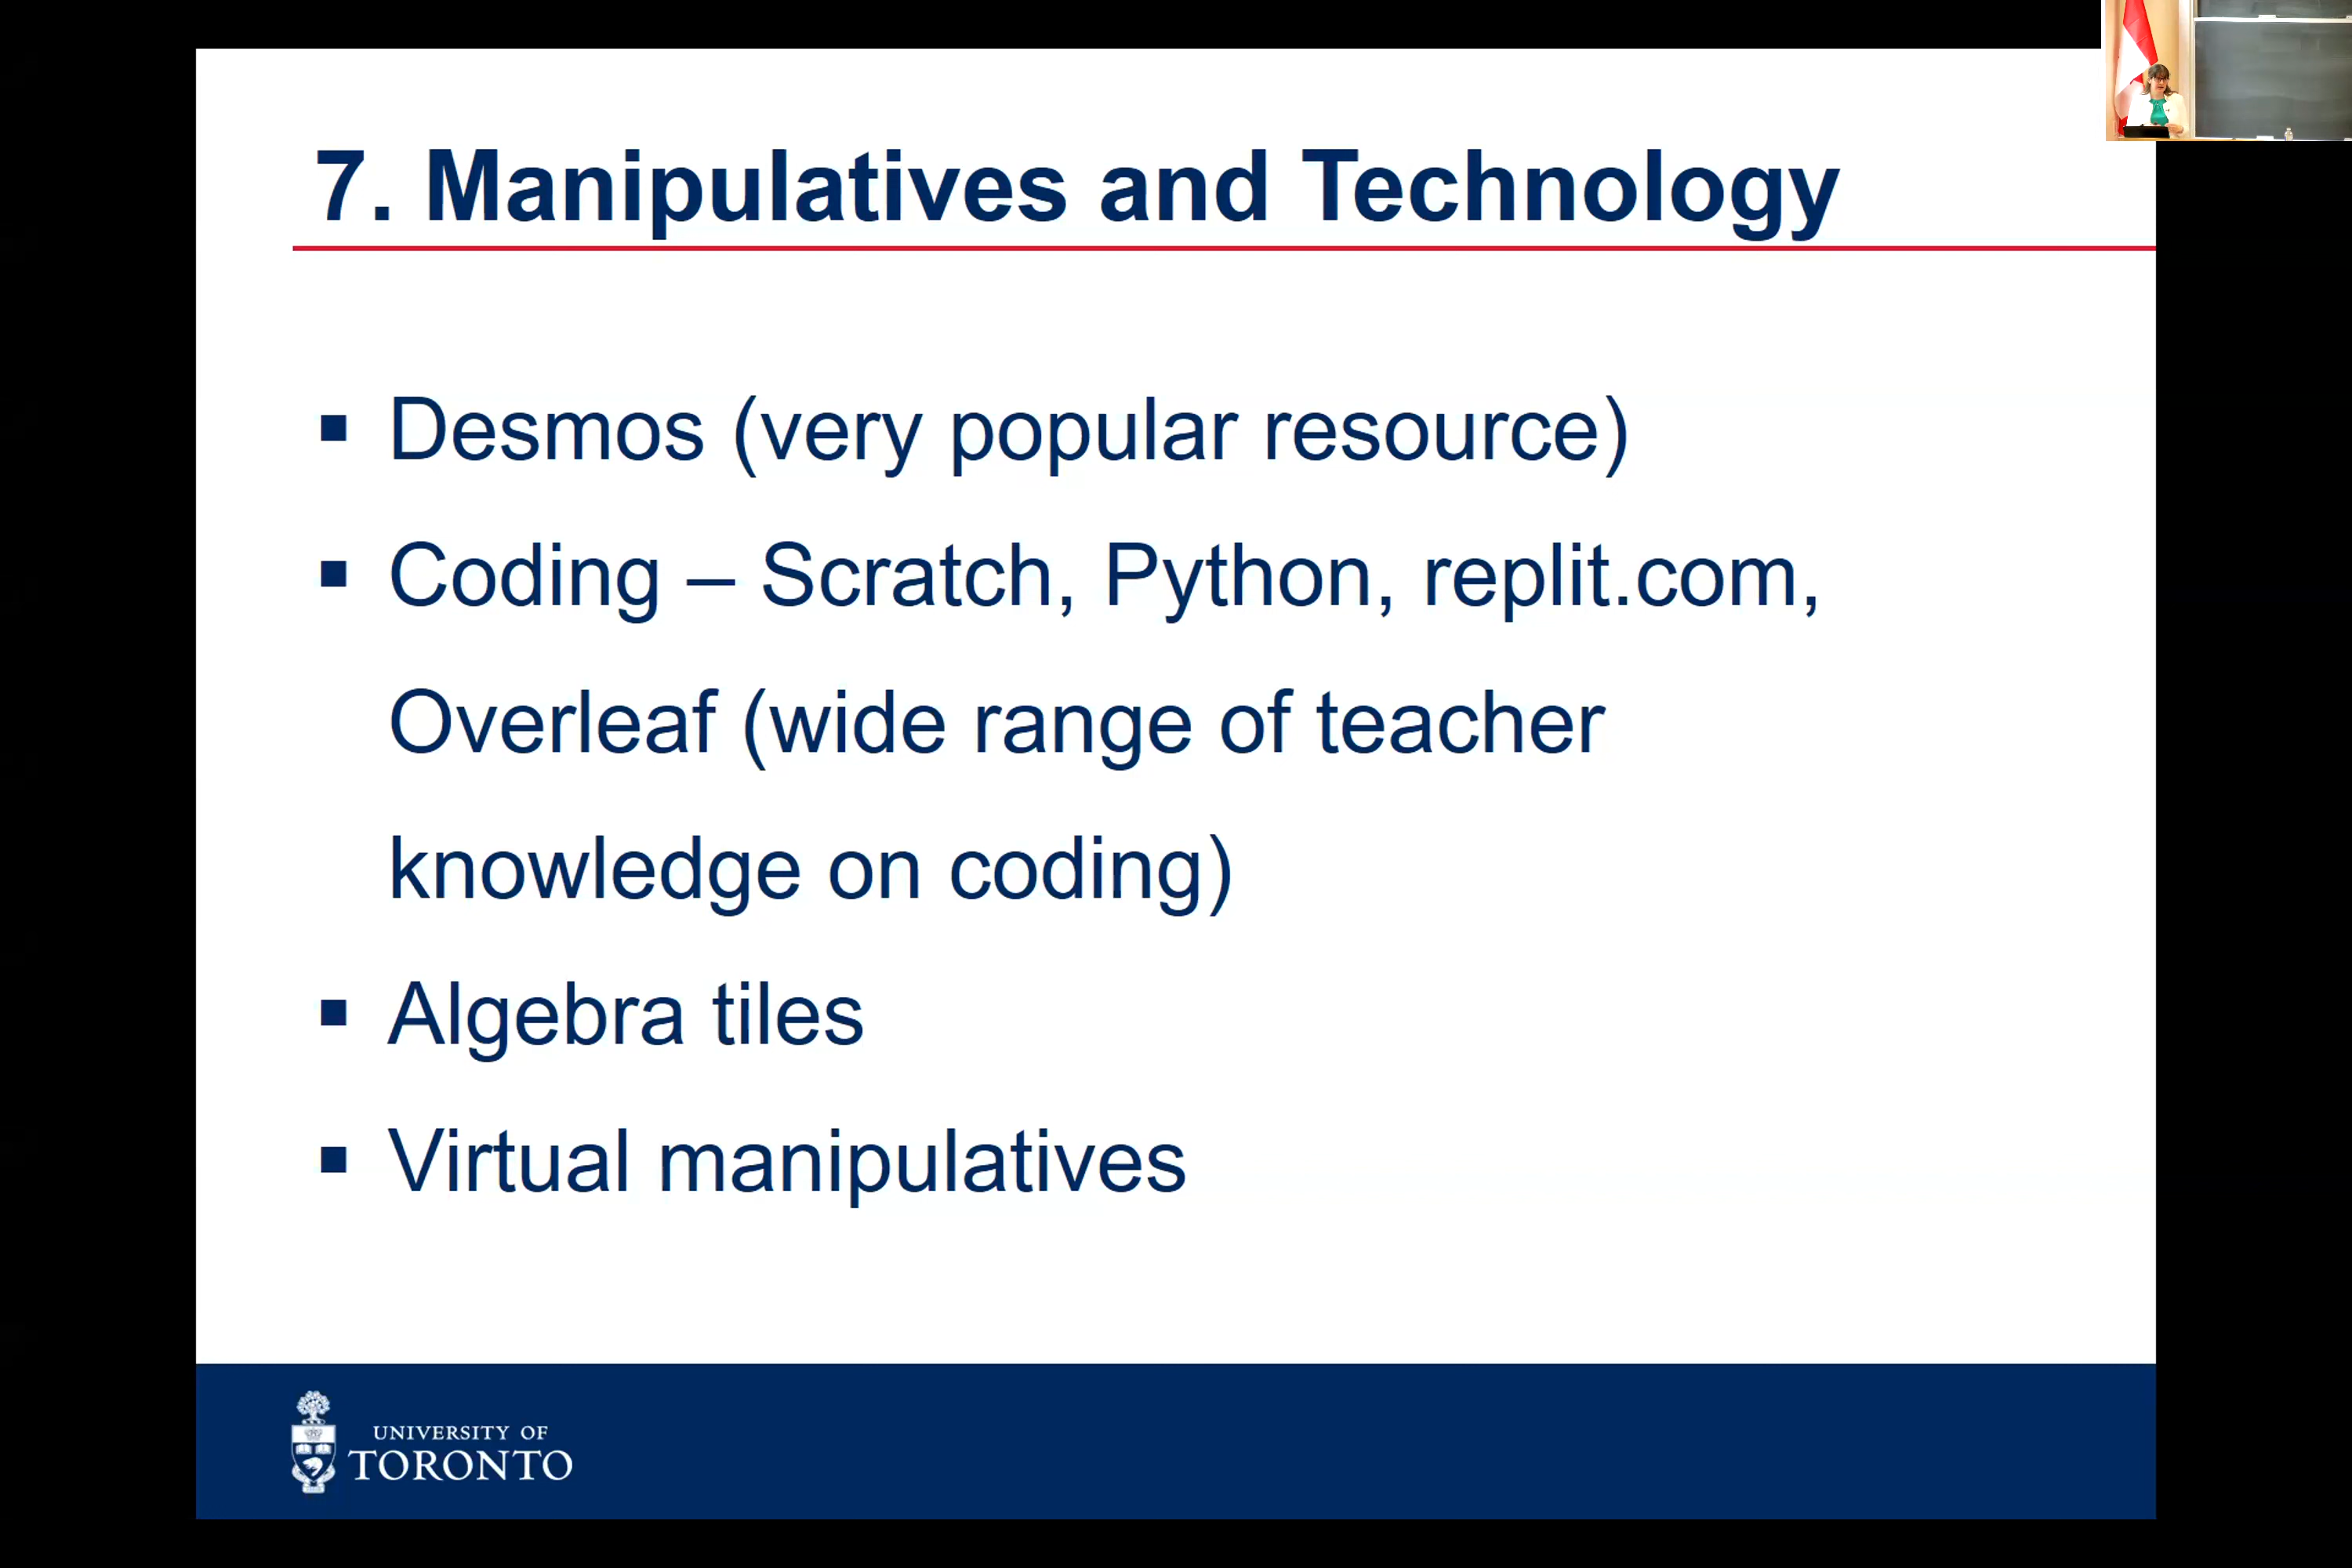 7. Manipulatives and Technology
▪ Desmos (very popular resource)
▪ Coding – Scratch, Python, replit.com,
Overleaf (wide range of teacher
knowledge on coding)
▪ Algebra tiles
▪ Virtual manipulatives
UNIVERSITY OF
TORONTO